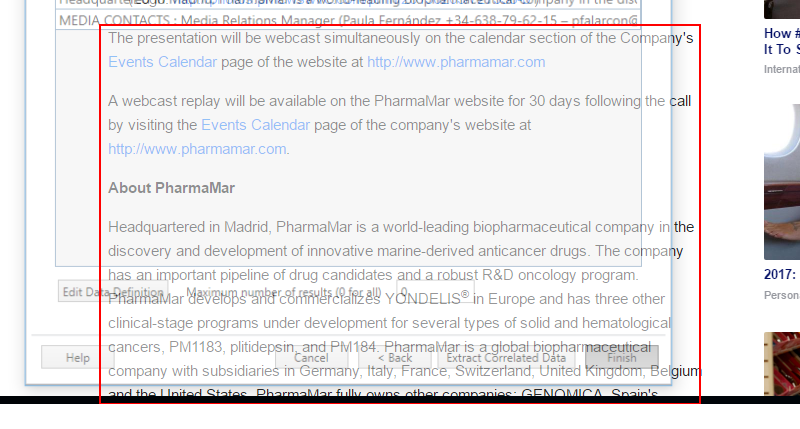 MEDIA CONTACTS : Media Relations Manager (Paula Fernández +34-638-79-62-15 – pfalarcon@
The presentation will be webcast simultaneously on the calendar section of the Company's
Events Calendar page of the website at http://www.pharmamar.com
A webcast replay will be available on the PharmaMar website for 30 days following the call
by visiting the Events Calendar page of the company's website at
http://www.pharmamar.com.
About PharmaMar
Headquartered in Madrid, PharmaMar is a world-leading biopharmaceutical company in the
discovery and development of innovative marine-derived anticancer drugs. The company
has an important pipeline of drug candidates and a robust R&D oncology program.
Edit Data Definition Maximum number of results (0 for all) 0
PharmaMar develops and commercializes YONDELIS® in Europe and has three other
clinical-stage programs under development for several types of solid and hematological
cancers, PM1183, plitidepsin, and PM184. PharmaMar is a global biopharmaceutical
Help Cancel < Back Extract Correlated Data Finish
company with subsidiaries in Germany, Italy, France, Switzerland, United Kingdom, Belgium
and the United States. PharmaMar fully owns other companies: GENOMICA, Spain's
How #
It To S
Interna
2017:
Person